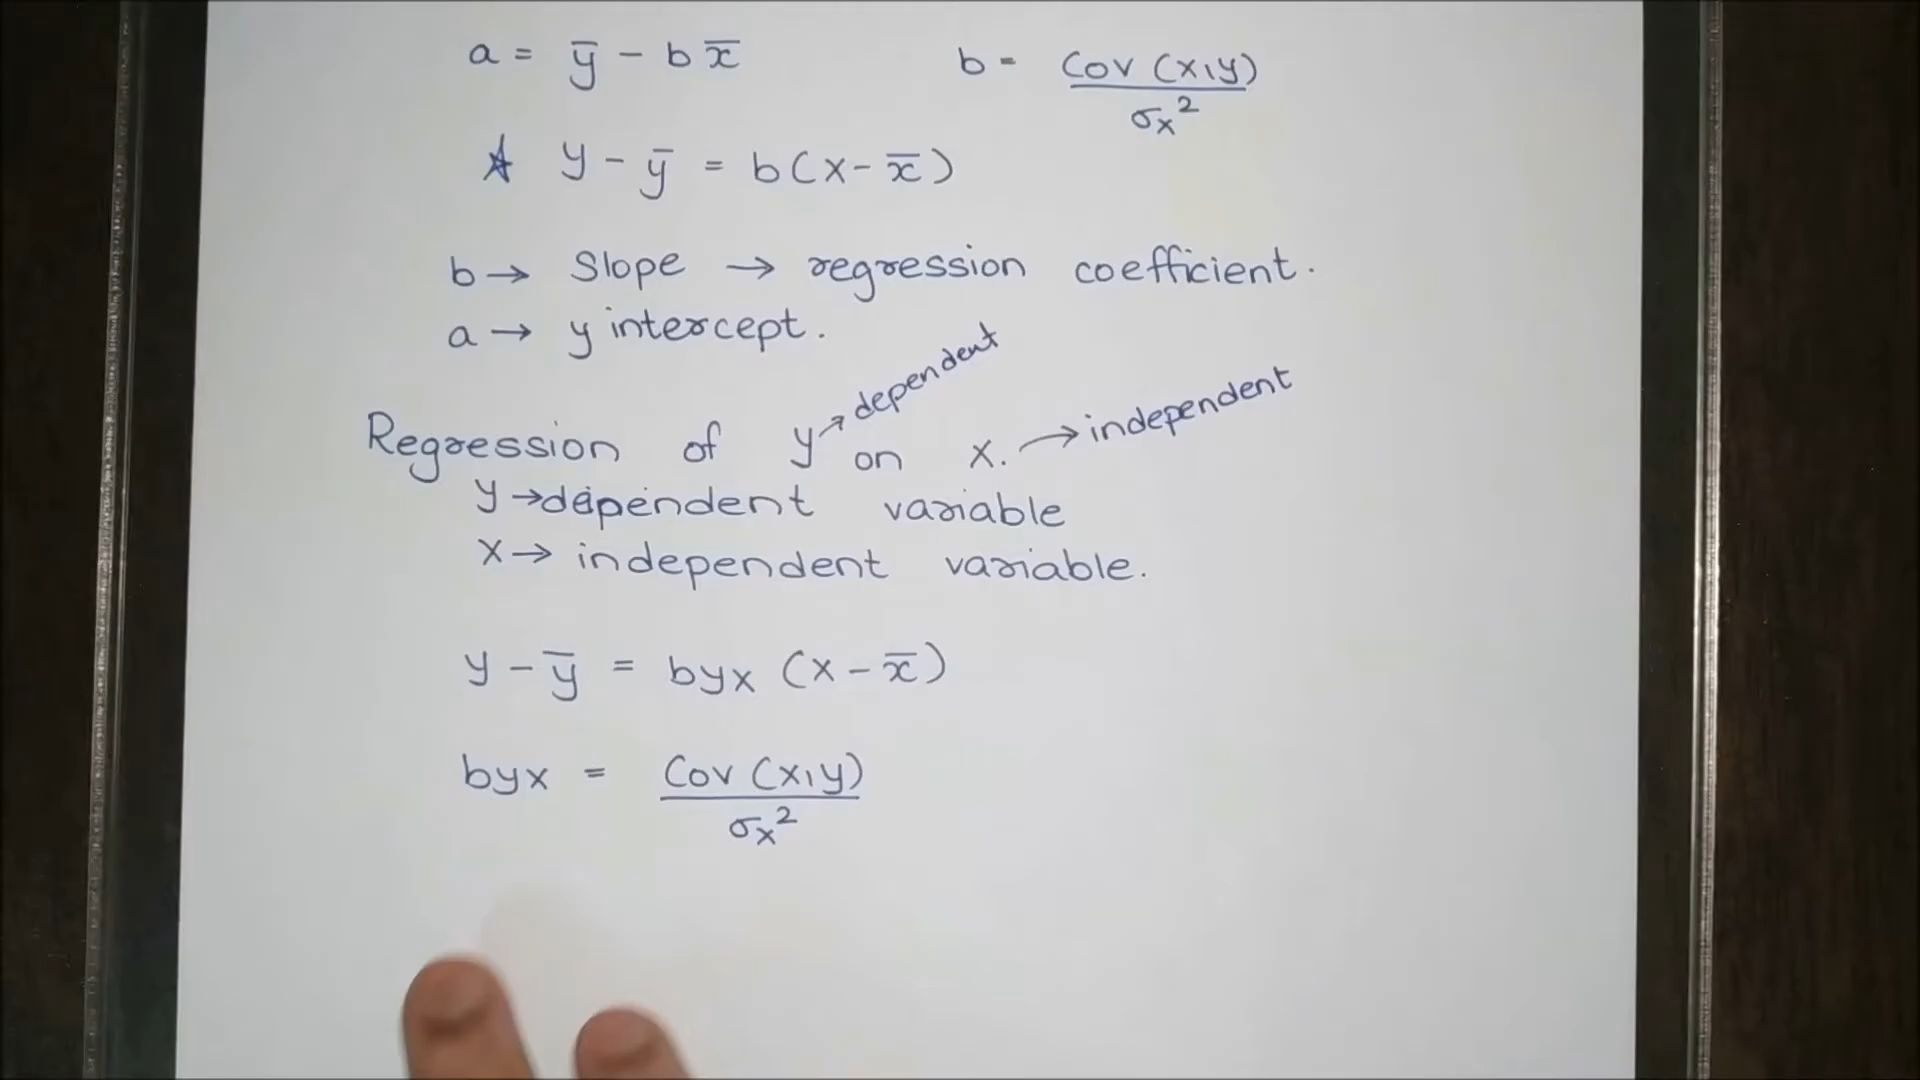 a = y̅ - b x̅
b = Cov (x,y) / σx²
★ y - y̅ = b(x - x̅)
b → Slope → regression coefficient.
a → y intercept.
Regression of y → dependent on x. → independent
y → dependent variable
x → independent variable.
y - y̅ = byx (x - x̅)
byx = Cov (x,y) / σx²